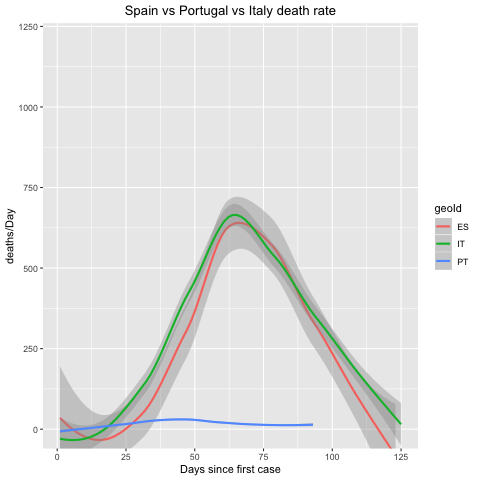 Spain vs Portugal vs Italy death rate
1250
1000
750
500
250
0
deaths/Day
0 25 50 75 100 125
Days since first case
geoId
ES
IT
PT